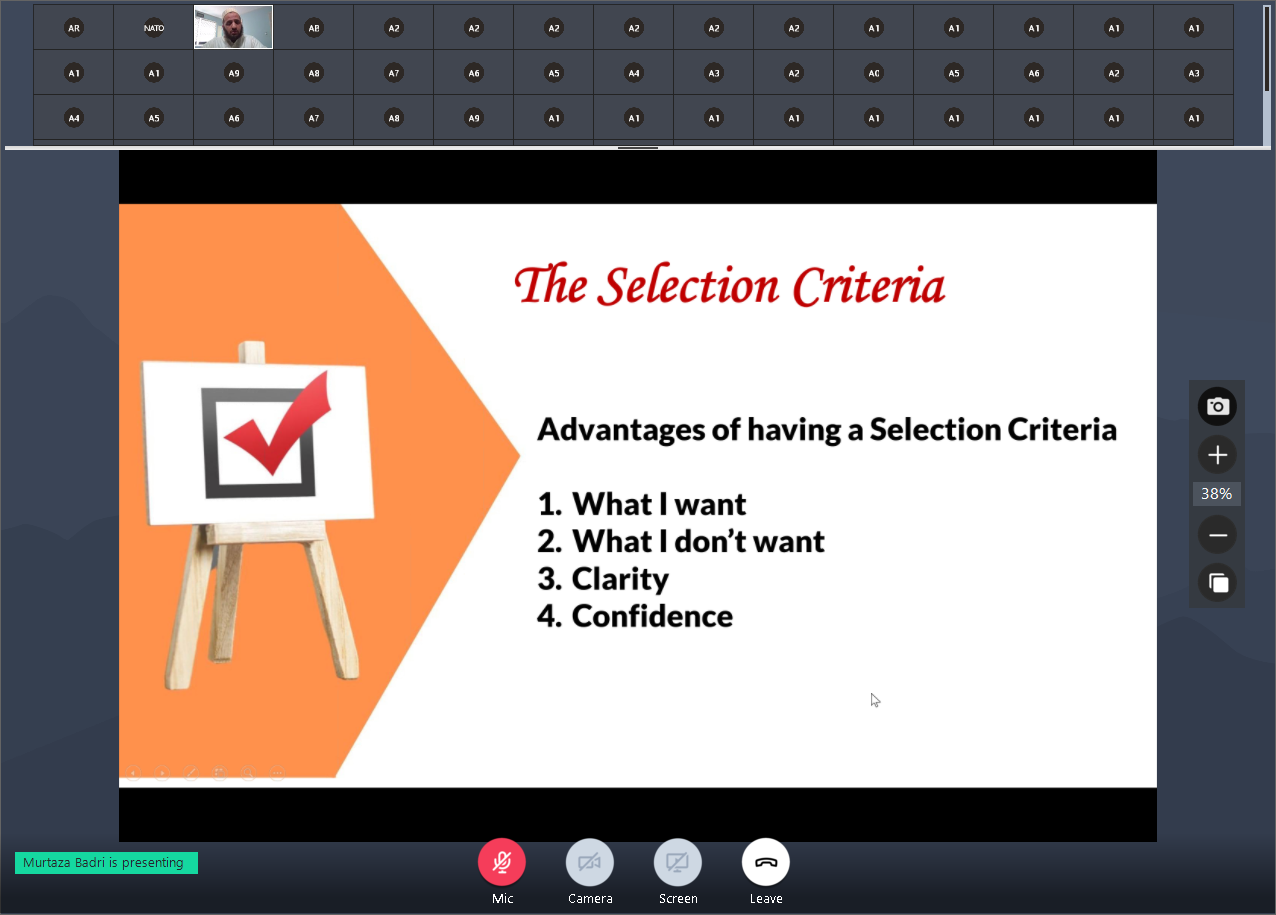 AR NATO AB A2 A2 A2 A2 A2 A2 A1 A1 A1 A1 A1
A1 A1 A9 A8 A7 A6 A5 A4 A3 A2 A0 A5 A6 A2 A3
A4 A5 A6 A7 A8 A9 A1 A1 A1 A1 A1 A1 A1 A1 A1
The Selection Criteria
Advantages of having a Selection Criteria
1. What I want
2. What I don’t want
3. Clarity
4. Confidence
38%
Murtaza Badri is presenting
Mic Camera Screen Leave